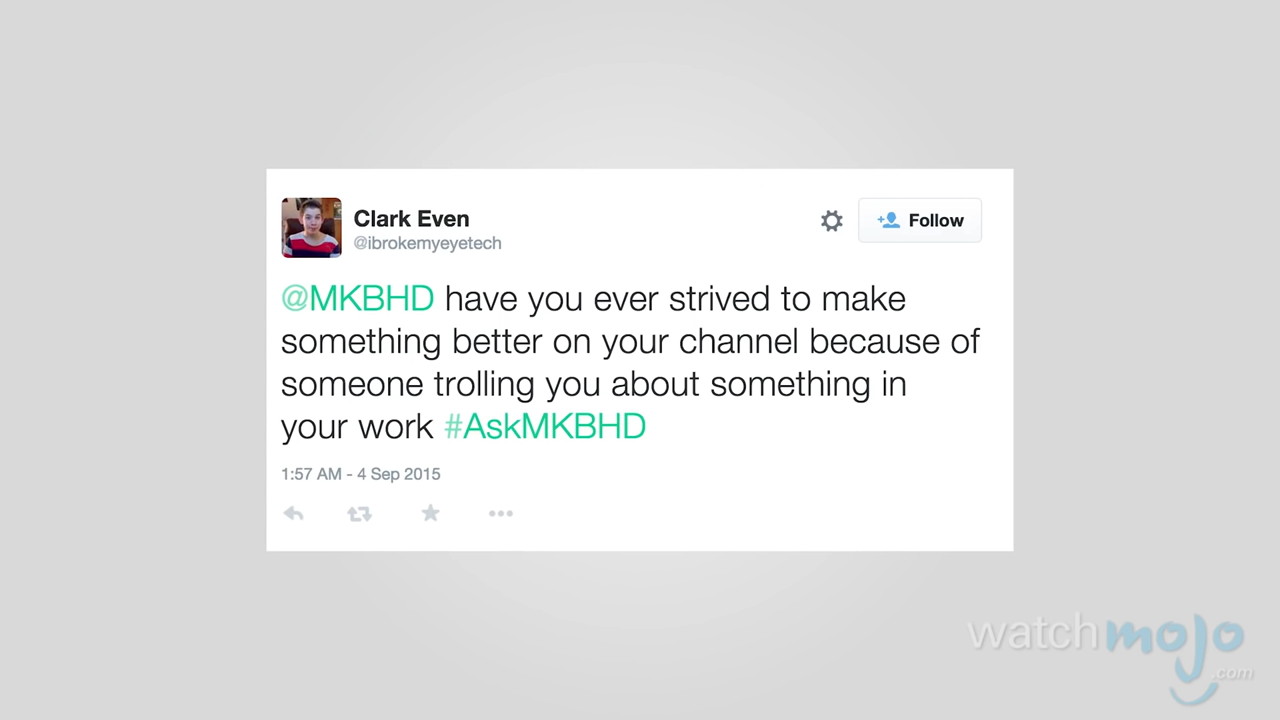 Clark Even
@ibrokemyeyetech
Follow
@MKBHD have you ever strived to make
something better on your channel because of
someone trolling you about something in
your work #AskMKBHD
1:57 AM - 4 Sep 2015
watchmojo
.com